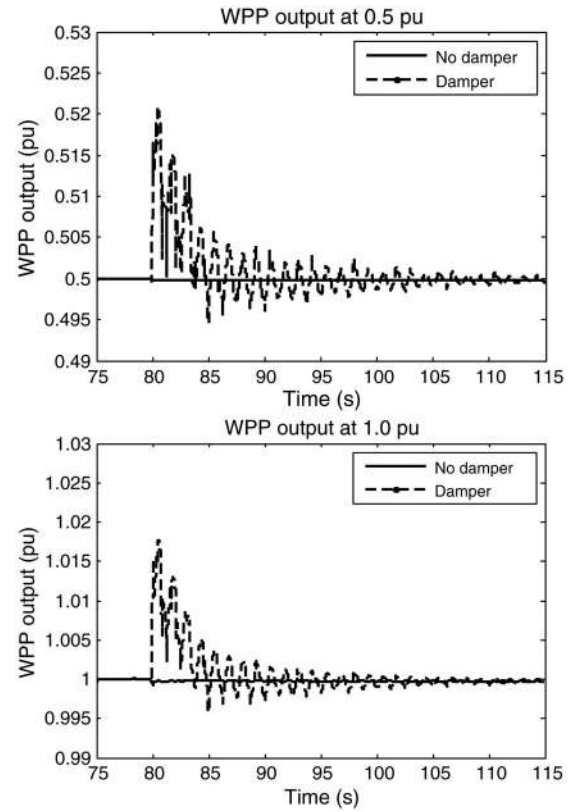 WPP output at 0.5 pu
0.53
0.525
0.52
0.515
0.51
0.505
0.5
0.495
0.49
WPP output (pu)
No damper
Damper
75 80 85 90 95 100 105 110 115
Time (s)
WPP output at 1.0 pu
1.03
1.025
1.02
1.015
1.01
1.005
1
0.995
0.99
WPP output (pu)
No damper
Damper
75 80 85 90 95 100 105 110 115
Time (s)